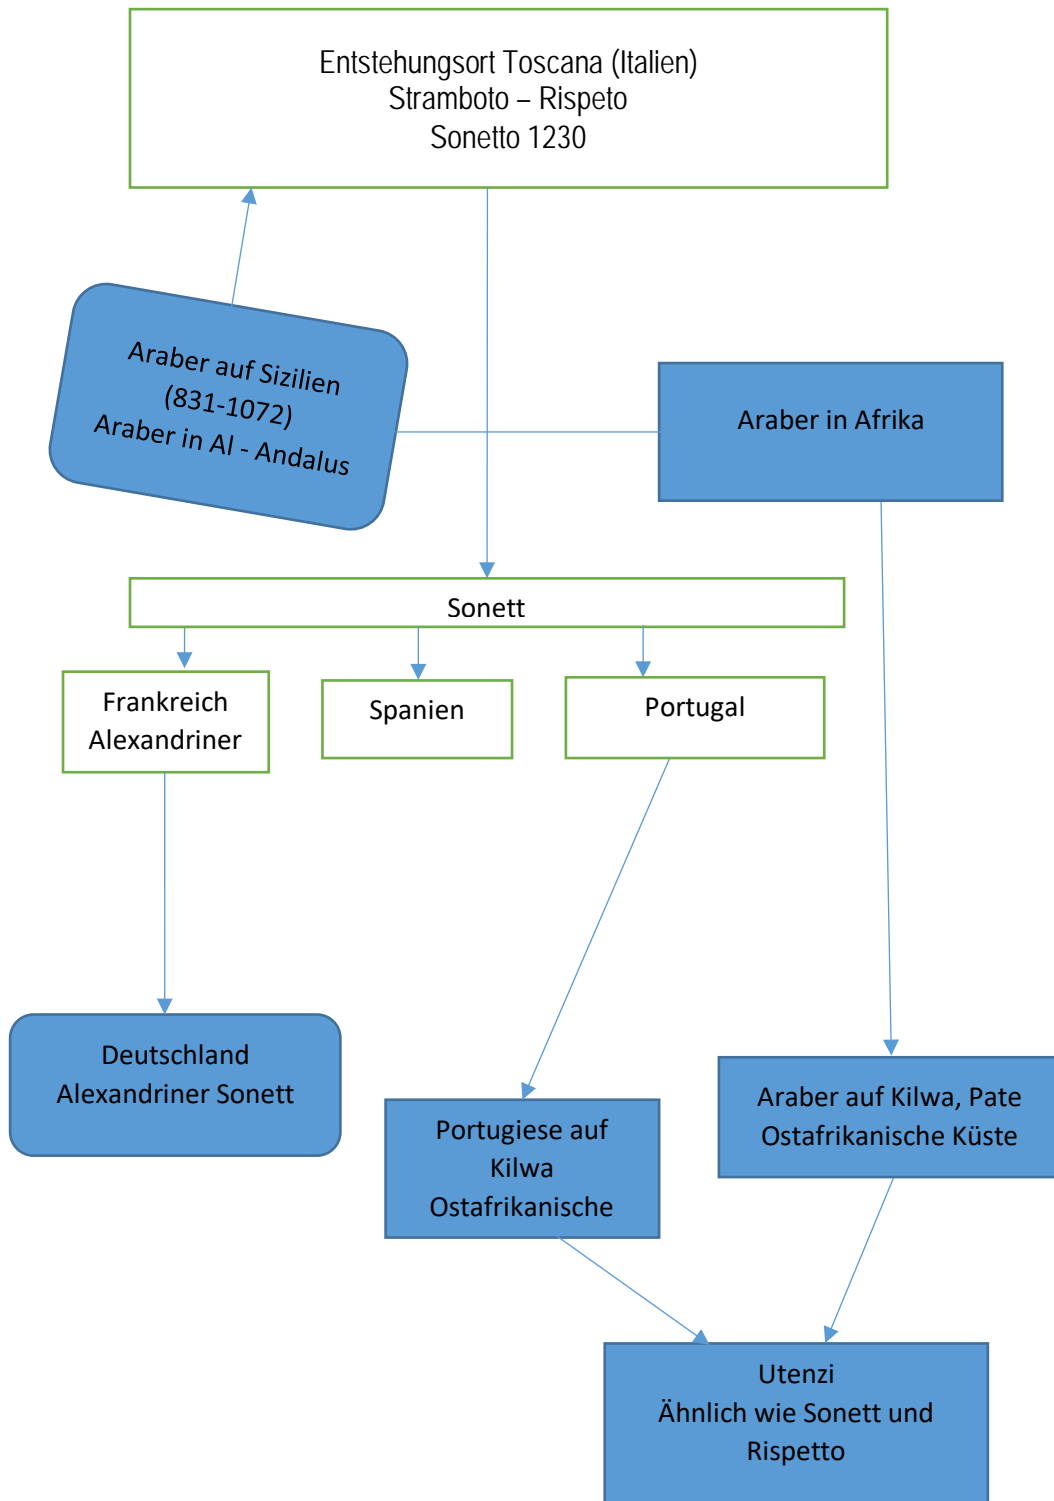 Entstehungsort Toscana (Italien)
Stramboto – Rispeto
Sonetto 1230
Araber auf Sizilien
(831-1072)
Araber in Al - Andalus
Araber in Afrika
Sonett
Frankreich
Alexandriner
Spanien
Portugal
Deutschland
Alexandriner Sonett
Portugiese auf
Kilwa
Ostafrikanische
Araber auf Kilwa, Pate
Ostafrikanische Küste
Utenzi
Ähnlich wie Sonett und
Rispetto